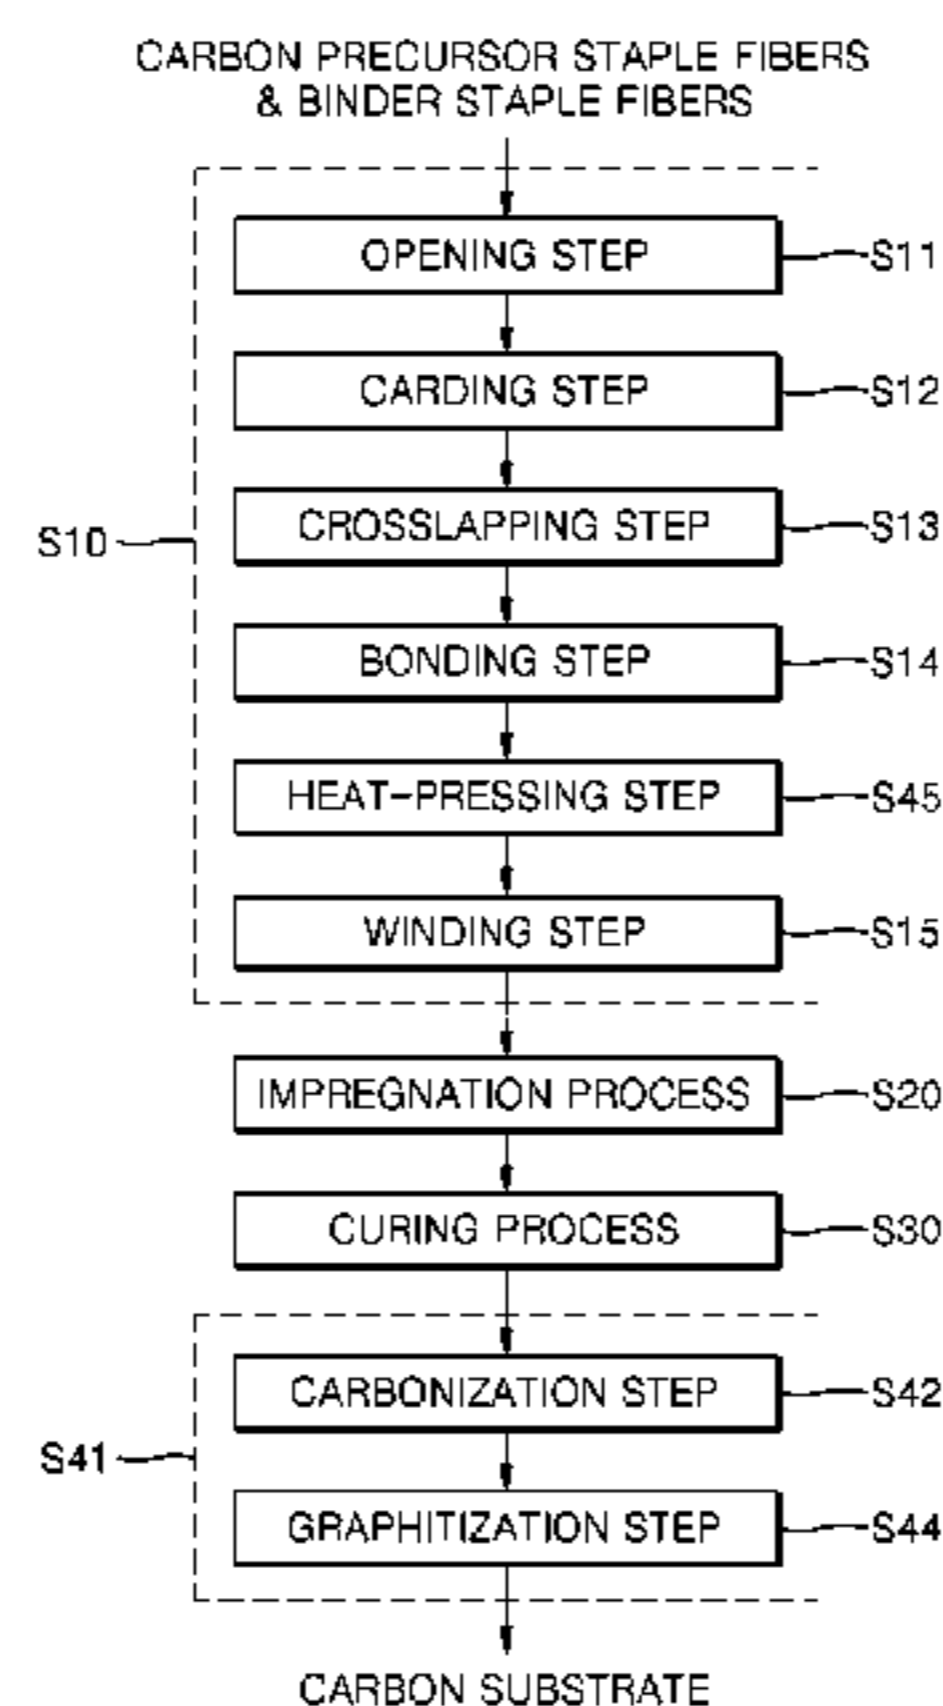 CARBON PRECURSOR STAPLE FIBERS
& BINDER STAPLE FIBERS
OPENING STEP S11
CARDING STEP S12
CROSSLAPPING STEP S13
S10
BONDING STEP S14
HEAT-PRESSING STEP S45
WINDING STEP S15
IMPREGNATION PROCESS S20
CURING PROCESS S30
CARBONIZATION STEP S42
S41
GRAPHITIZATION STEP S44
CARBON SUBSTRATE